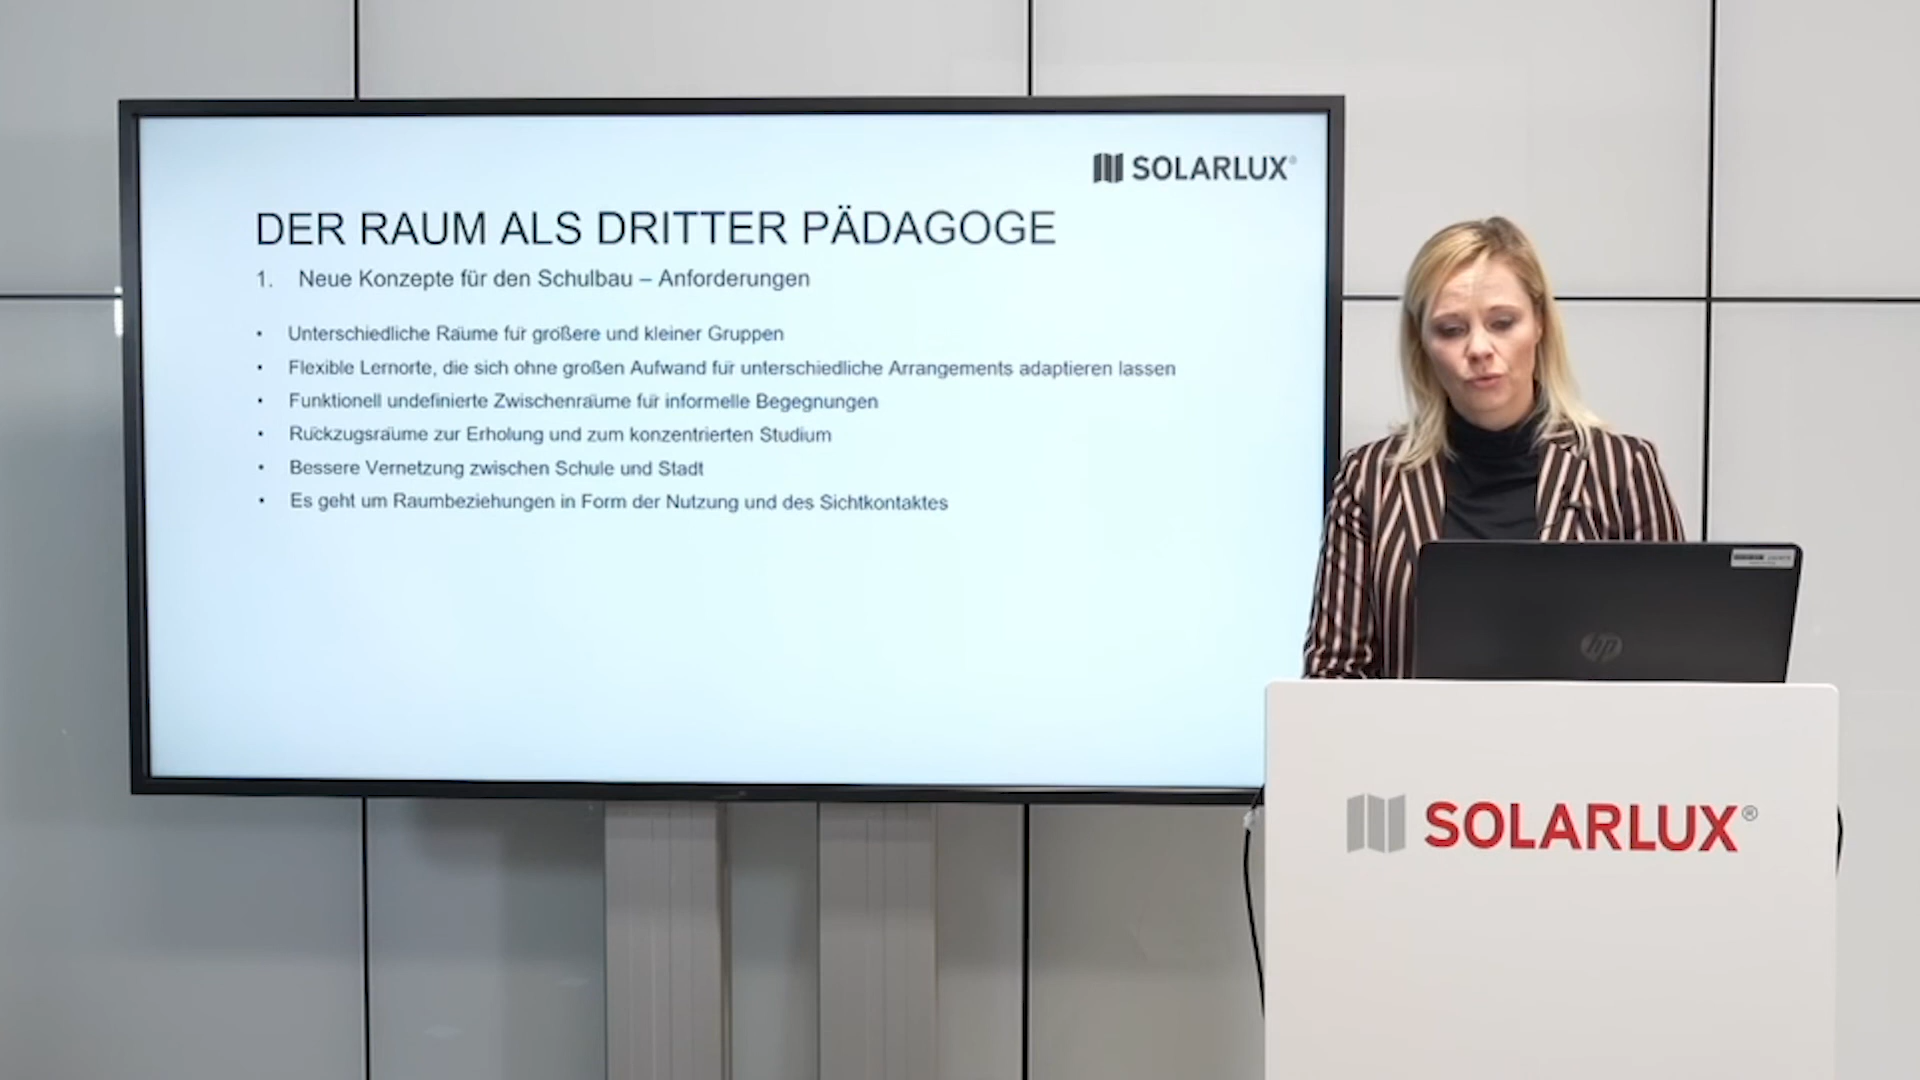 SOLARLUX®
DER RAUM ALS DRITTER PÄDAGOGE
1. Neue Konzepte für den Schulbau – Anforderungen
• Unterschiedliche Räume für größere und kleiner Gruppen
• Flexible Lernorte, die sich ohne großen Aufwand für unterschiedliche Arrangements adaptieren lassen
• Funktionell undefinierte Zwischenräume für informelle Begegnungen
• Rückzugsräume zur Erholung und zum konzentrierten Studium
• Bessere Vernetzung zwischen Schule und Stadt
• Es geht um Raumbeziehungen in Form der Nutzung und des Sichtkontaktes
hp
SOLARLUX®